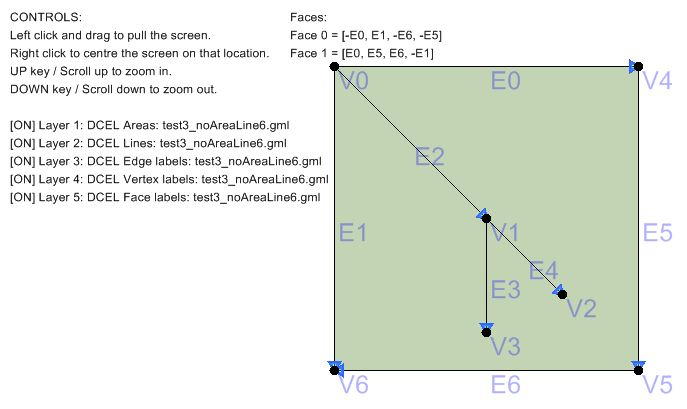 CONTROLS:
Left click and drag to pull the screen.
Right click to centre the screen on that location.
UP key / Scroll up to zoom in.
DOWN key / Scroll down to zoom out.
[ON] Layer 1: DCEL Areas: test3_noAreaLine6.gml
[ON] Layer 2: DCEL Lines: test3_noAreaLine6.gml
[ON] Layer 3: DCEL Edge labels: test3_noAreaLine6.gml
[ON] Layer 4: DCEL Vertex labels: test3_noAreaLine6.gml
[ON] Layer 5: DCEL Face labels: test3_noAreaLine6.gml
Faces:
Face 0 = [-E0, E1, -E6, -E5]
Face 1 = [E0, E5, E6, -E1]
V0
E0
V4
E2
E1
V1
E5
E4
E3
V2
V3
V6
E6
V5